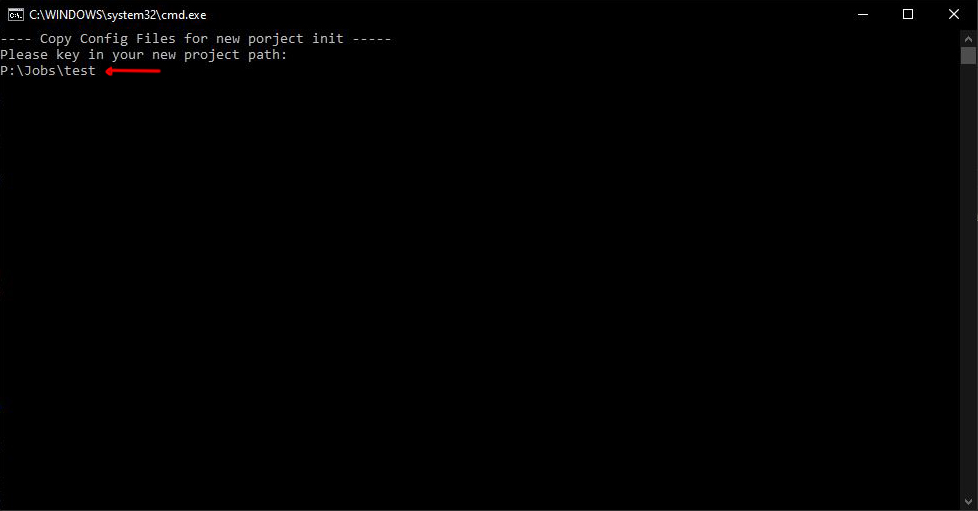 C:\WINDOWS\system32\cmd.exe
---- Copy Config Files for new porject init -----
Please key in your new project path:
P:\Jobs\test